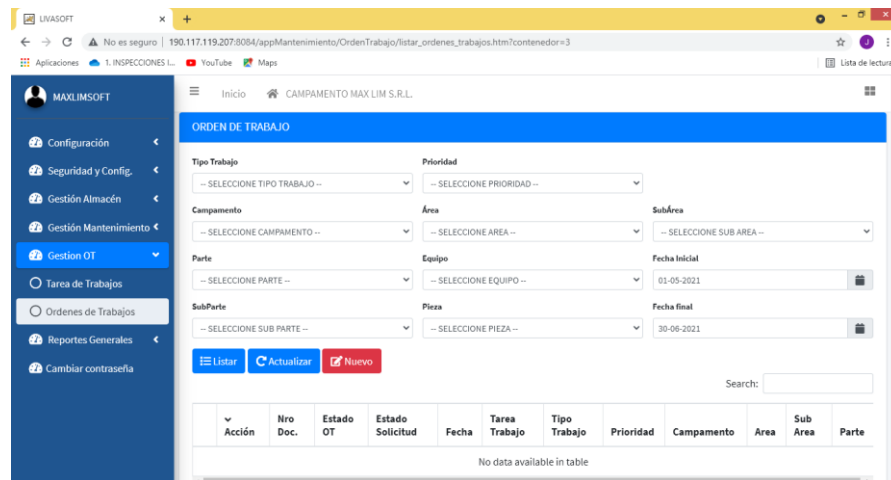 LIVASOFT
No es seguro | 190.117.119.207:8084/appMantenimiento/OrdenTrabajo/listar_ordenes_trabajos.htm?contenedor=3
J
Aplicaciones 1. INSPECCIONES I... YouTube Maps Lista de lectura
MAXLIMSOFT
Inicio CAMPAMENTO MAX LIM S.R.L.
Configuración
Seguridad y Config.
Gestión Almacén
Gestión Mantenimiento
Gestion OT
Tarea de Trabajos
Ordenes de Trabajos
Reportes Generales
Cambiar contraseña
ORDEN DE TRABAJO
Tipo Trabajo Prioridad
-- SELECCIONE TIPO TRABAJO -- -- SELECCIONE PRIORIDAD --
Campamento Área SubÁrea
-- SELECCIONE CAMPAMENTO -- -- SELECCIONE AREA -- -- SELECCIONE SUB AREA --
Parte Equipo Fecha Inicial
-- SELECCIONE PARTE -- -- SELECCIONE EQUIPO -- 01-05-2021
SubParte Pieza Fecha final
-- SELECCIONE SUB PARTE -- -- SELECCIONE PIEZA -- 30-06-2021
Listar Actualizar Nuevo
Search:
Nro Estado Estado Tarea Tipo Sub
Acción Doc. OT Solicitud Fecha Trabajo Trabajo Prioridad Campamento Area Area Parte
No data available in table